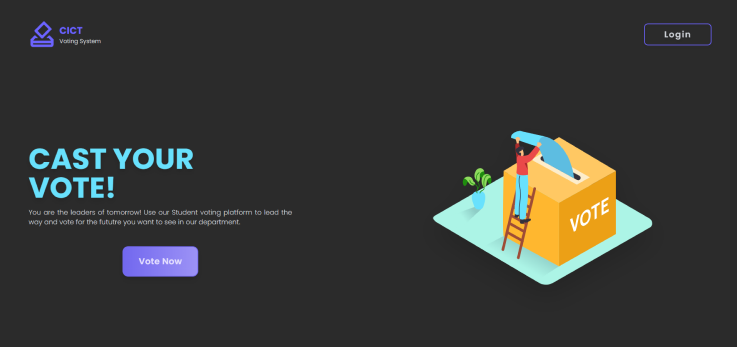 CICT
Voting System
Login
CAST YOUR
VOTE!
You are the leaders of tomorrow! Use our Student voting platform to lead the
way and vote for the fututre you want to see in our department.
Vote Now
VOTE